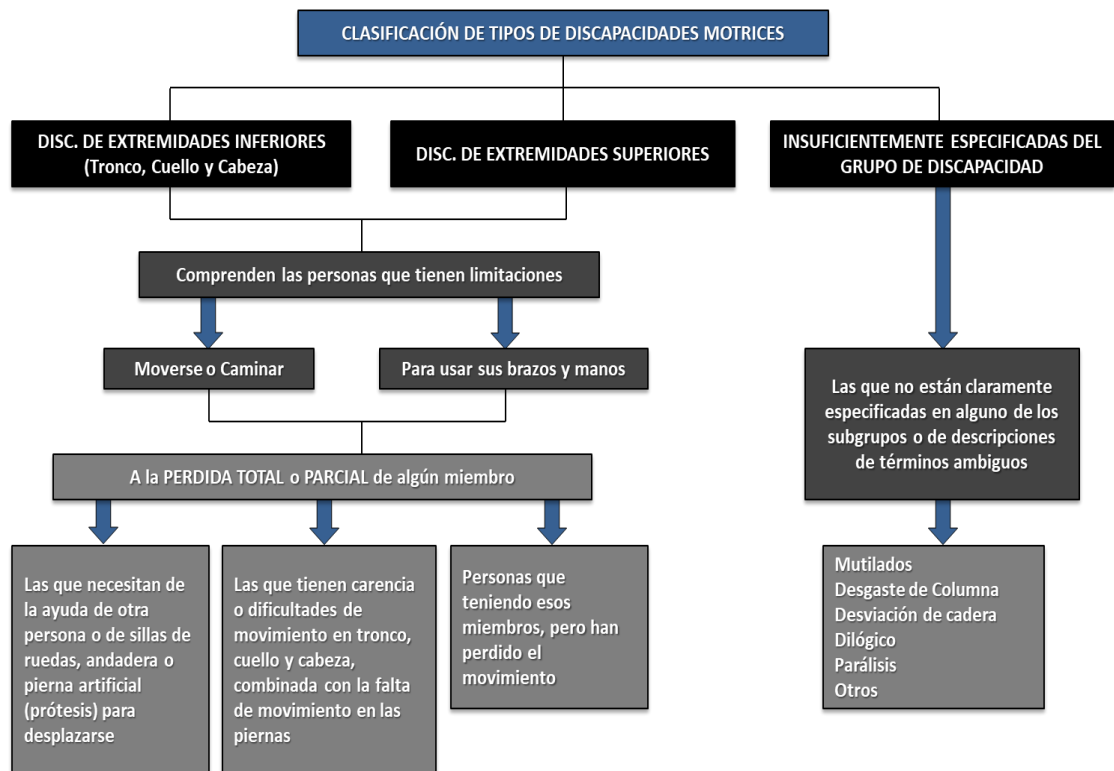 CLASIFICACIÓN DE TIPOS DE DISCAPACIDADES MOTRICES
DISC. DE EXTREMIDADES INFERIORES
(Tronco, Cuello y Cabeza)
DISC. DE EXTREMIDADES SUPERIORES
INSUFICIENTEMENTE ESPECIFICADAS DEL
GRUPO DE DISCAPACIDAD
Comprenden las personas que tienen limitaciones
Moverse o Caminar
Para usar sus brazos y manos
Las que no están claramente
especificadas en alguno de los
subgrupos o de descripciones
de términos ambiguos
A la PERDIDA TOTAL o PARCIAL de algún miembro
Las que necesitan de
la ayuda de otra
persona o de sillas de
ruedas, andadera o
pierna artificial
(prótesis) para
desplazarse
Las que tienen carencia
o dificultades de
movimiento en tronco,
cuello y cabeza,
combinada con la falta
de movimiento en las
piernas
Personas que
teniendo esos
miembros, pero han
perdido el
movimiento
Mutilados
Desgaste de Columna
Desviación de cadera
Dilógico
Parálisis
Otros